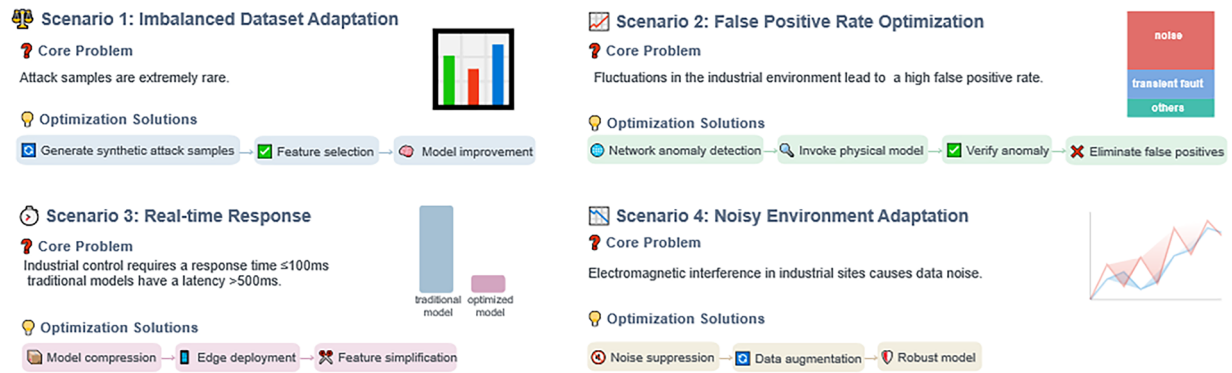 Scenario 1: Imbalanced Dataset Adaptation
Core Problem
Attack samples are extremely rare.
Optimization Solutions
Generate synthetic attack samples
Feature selection
Model improvement
Scenario 2: False Positive Rate Optimization
Core Problem
Fluctuations in the industrial environment lead to a high false positive rate.
noise
transient fault
others
Optimization Solutions
Network anomaly detection
Invoke physical model
Verify anomaly
Eliminate false positives
Scenario 3: Real-time Response
Core Problem
Industrial control requires a response time ≤100ms
traditional models have a latency >500ms.
traditional
model
optimized
model
Optimization Solutions
Model compression
Edge deployment
Feature simplification
Scenario 4: Noisy Environment Adaptation
Core Problem
Electromagnetic interference in industrial sites causes data noise.
Optimization Solutions
Noise suppression
Data augmentation
Robust model